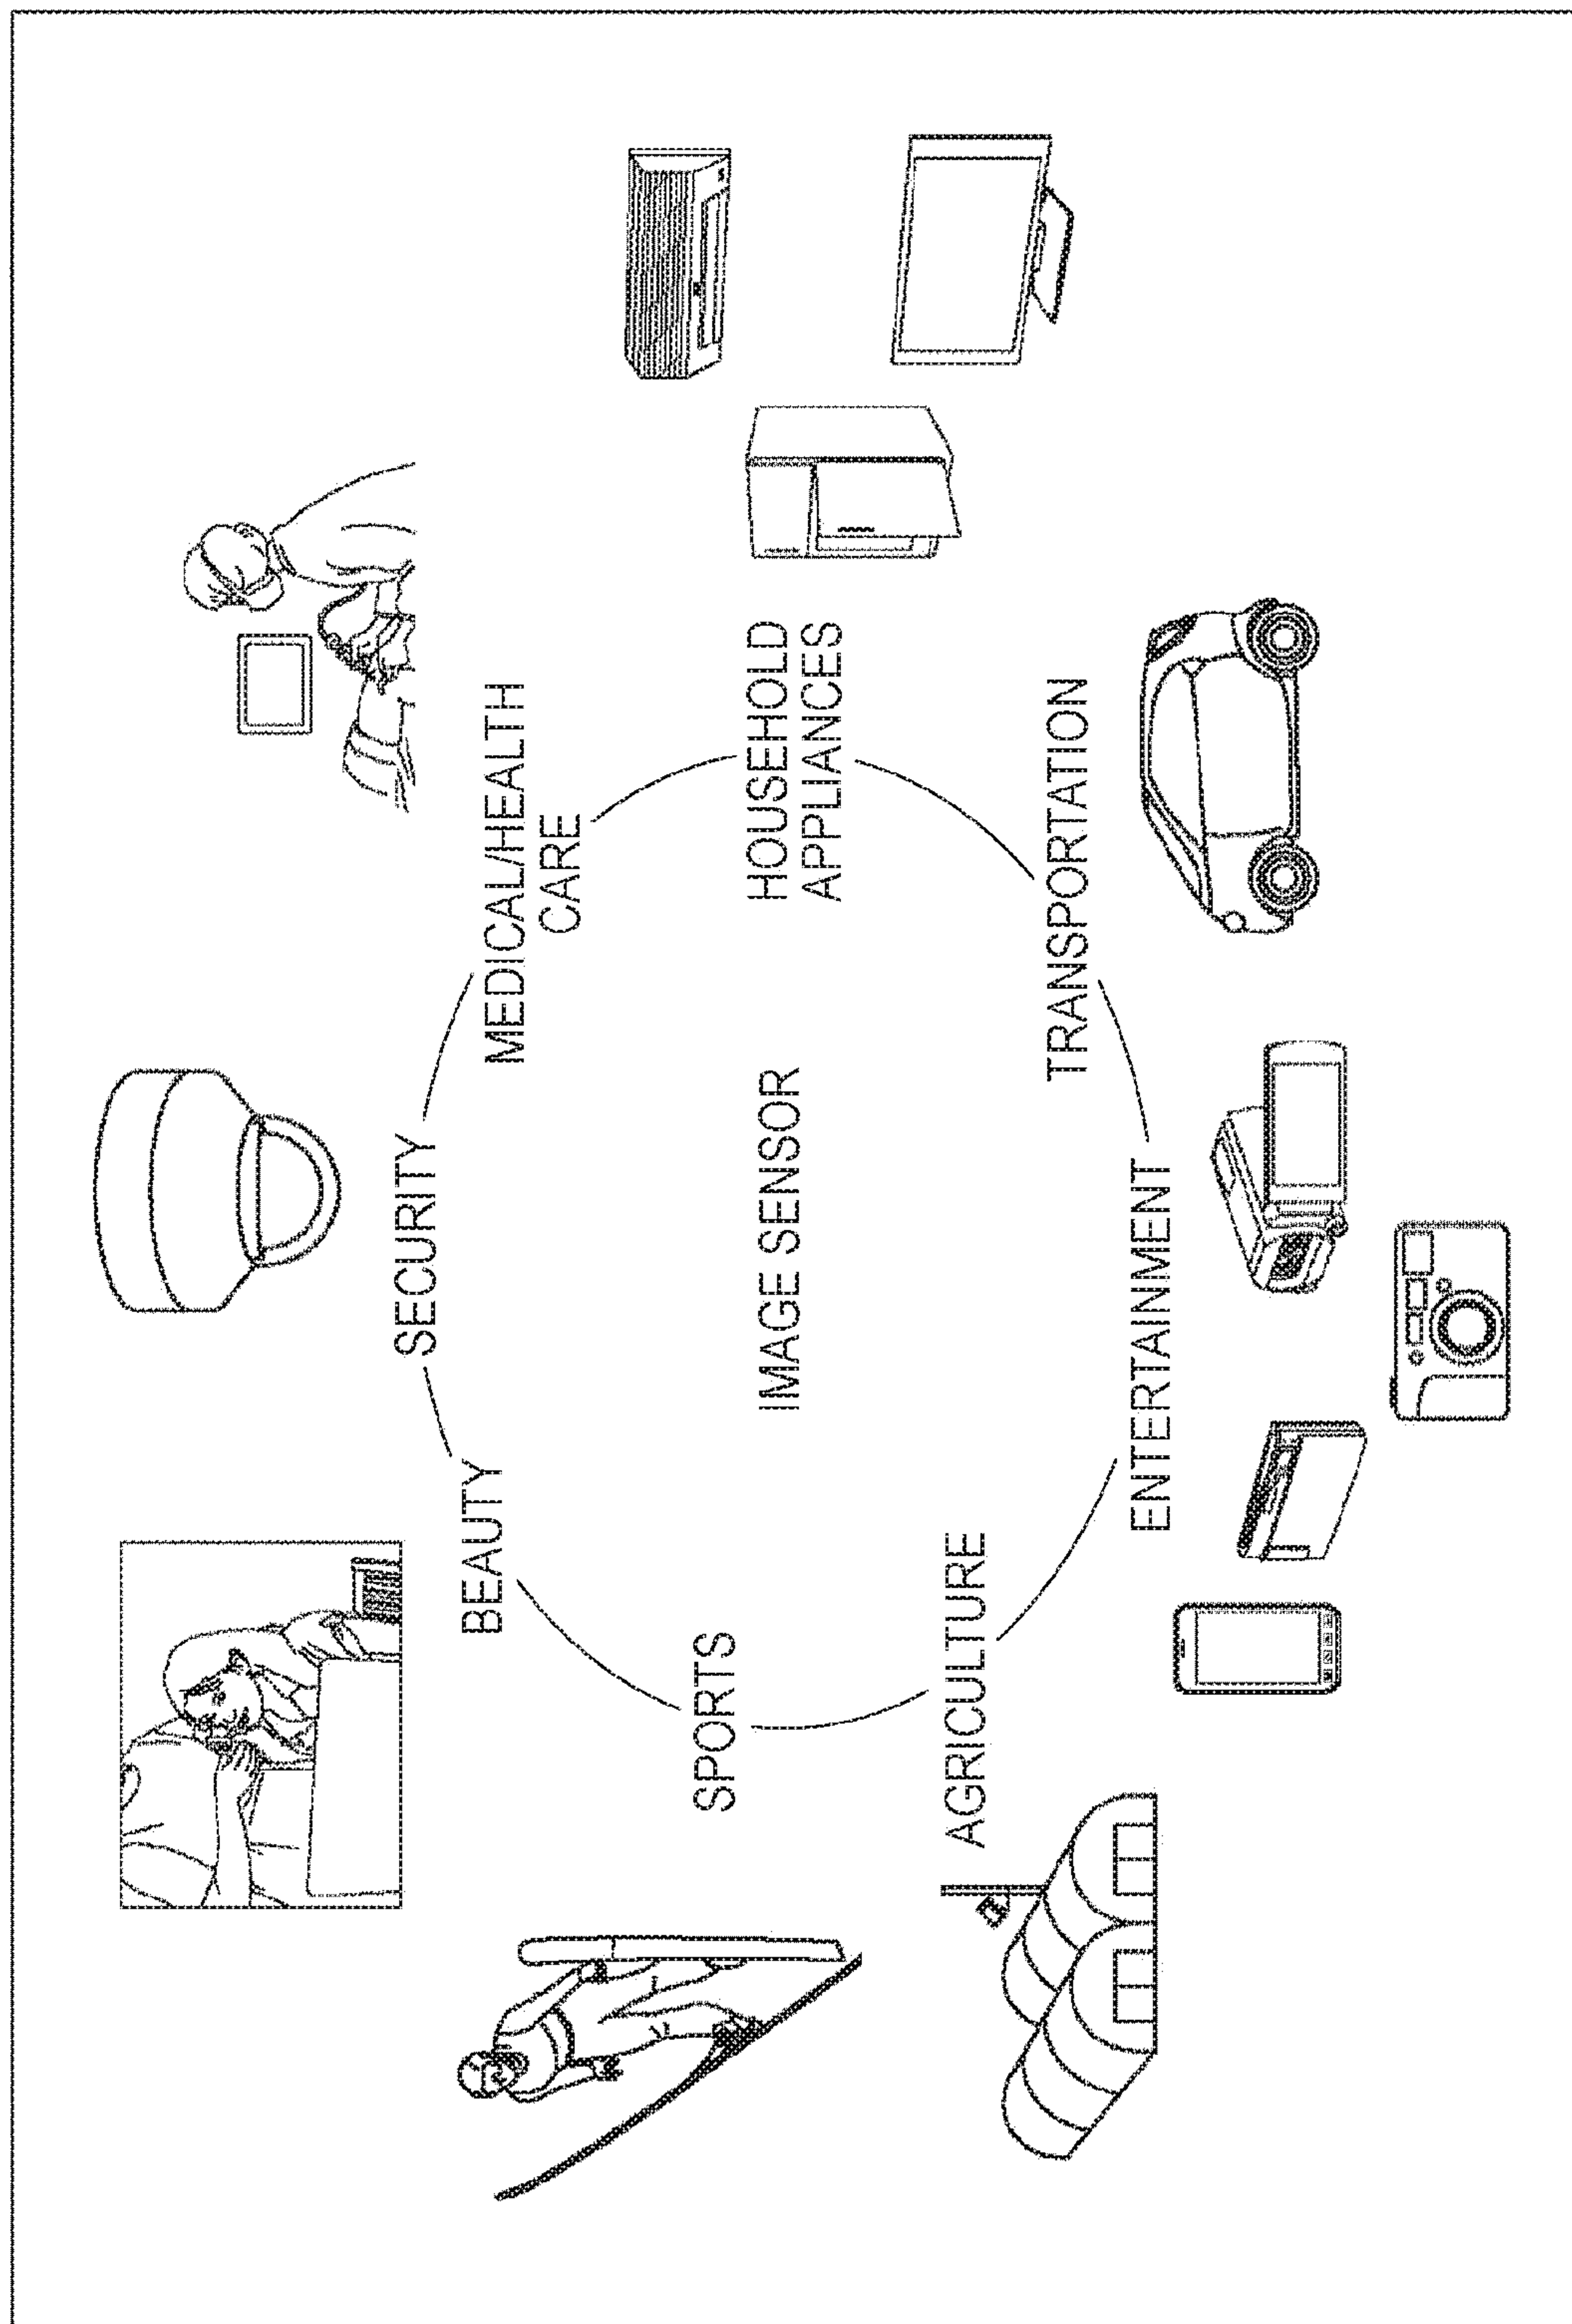 SECURITY
BEAUTY
MEDICAL/HEALTH
CARE
SPORTS
IMAGE SENSOR
HOUSEHOLD
APPLIANCES
AGRICULTURE
TRANSPORTATION
ENTERTAINMENT